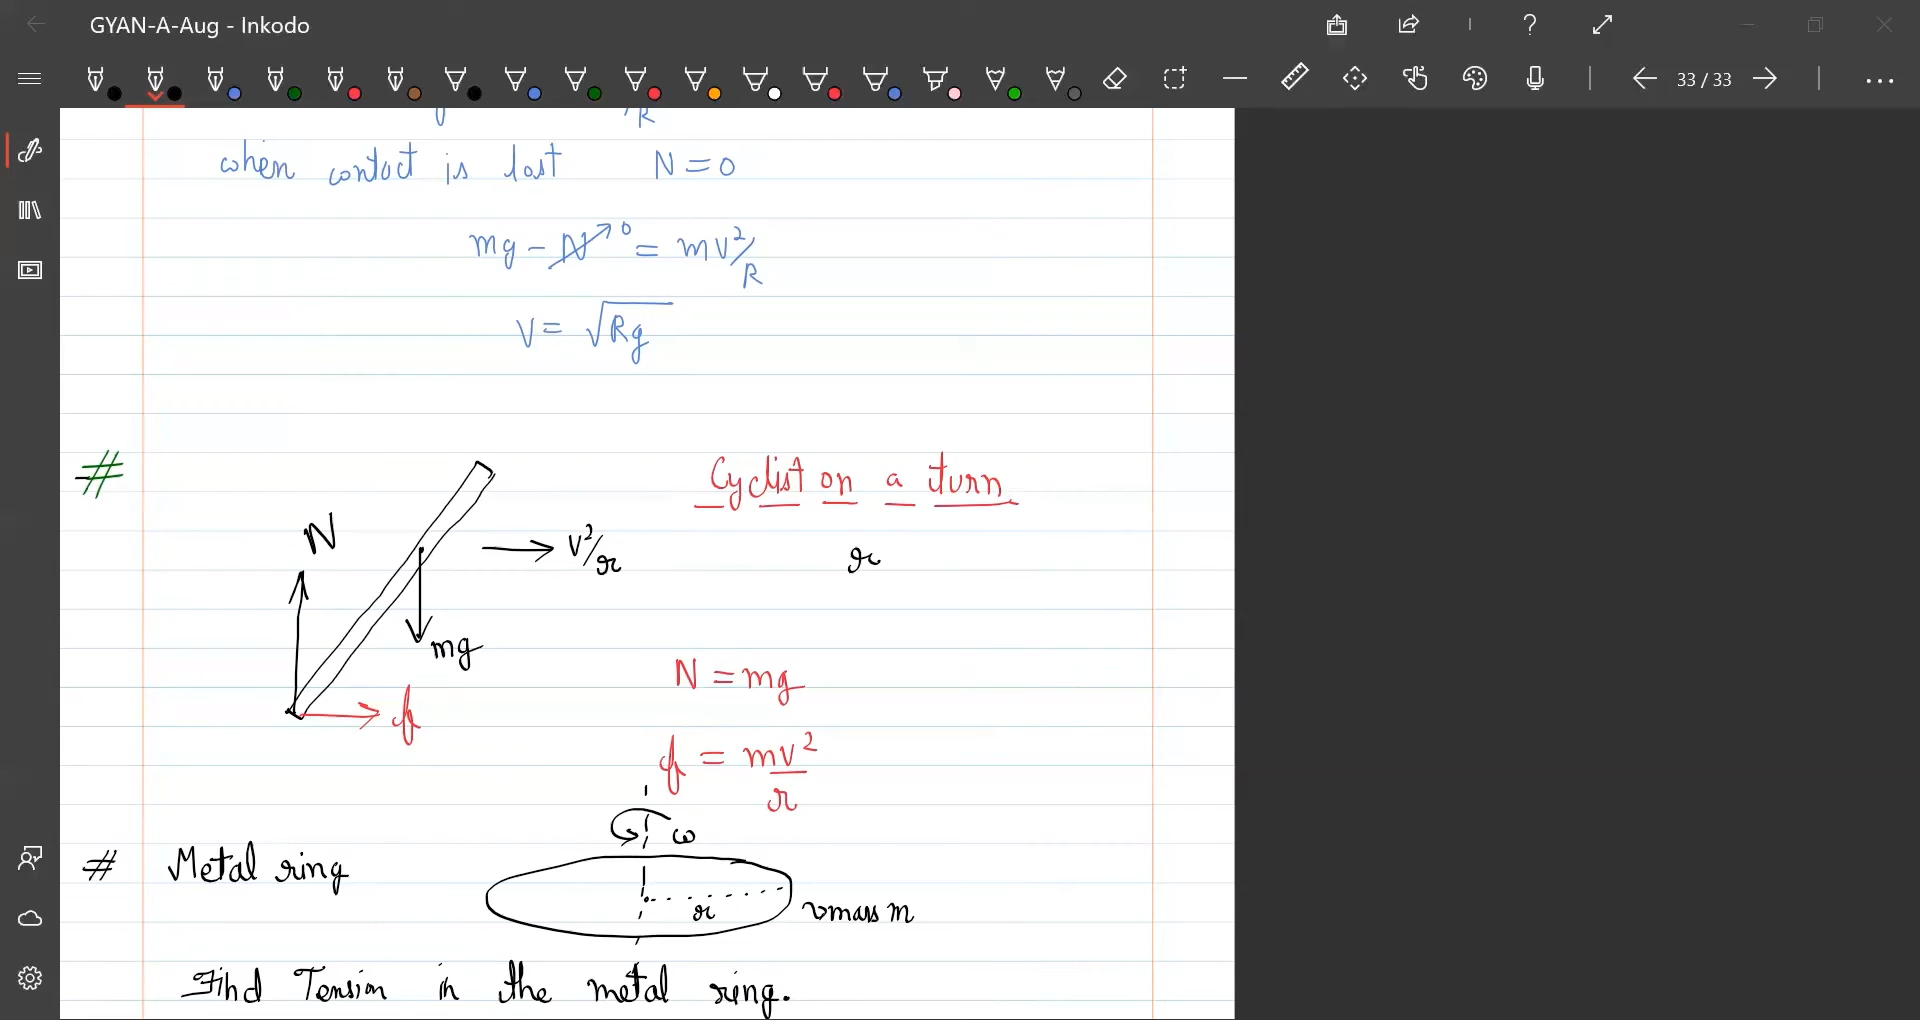 GYAN-A-Aug - Inkodo
33 / 33
R
when contact is lost N = 0
mg - N↗0 = mv²/R
V = √Rg
#
Cyclist on a turn
N
V²/r
r
mg
N = mg
f
f = mv²/r
ω
# Metal ring
r
mass m
Find Tension in the metal ring.